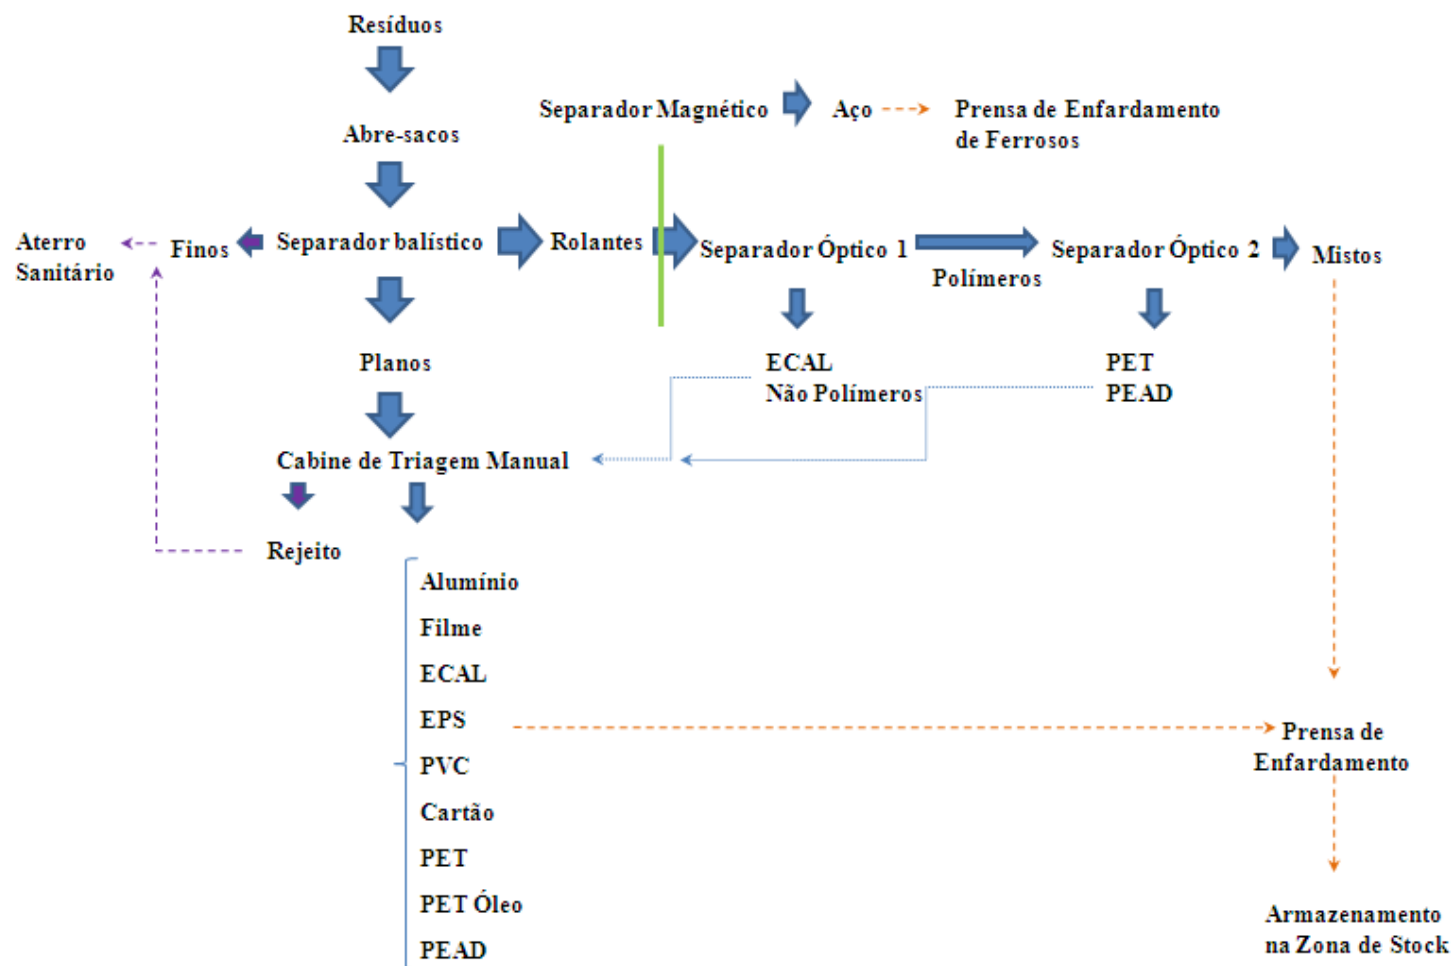 Resíduos
Separador Magnético
Aço
Prensa de Enfardamento
de Ferrosos
Abre-sacos
Aterro
Sanitário
Finos
Separador balístico
Rolantes
Separador Óptico 1
Polímeros
Separador Óptico 2
Mistos
Planos
ECAL
Não Polímeros
PET
PEAD
Cabine de Triagem Manual
Rejeito
Alumínio
Filme
ECAL
EPS
PVC
Cartão
PET
PET Óleo
PEAD
Prensa de
Enfardamento
Armazenamento
na Zona de Stock